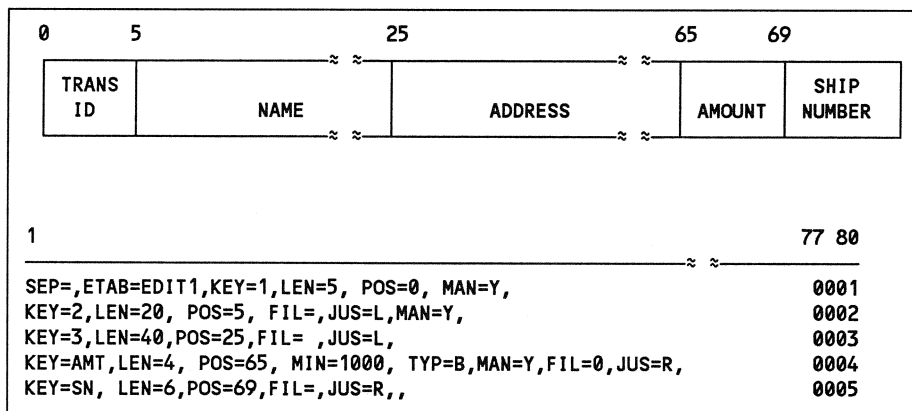 0 5 25 65 69
TRANS SHIP
ID NAME ADDRESS AMOUNT NUMBER
1 77 80
SEP=,ETAB=EDIT1,KEY=1,LEN=5, POS=0, MAN=Y, 0001
KEY=2,LEN=20, POS=5, FIL=,JUS=L,MAN=Y, 0002
KEY=3,LEN=40,POS=25,FIL= ,JUS=L, 0003
KEY=AMT,LEN=4, POS=65, MIN=1000, TYP=B,MAN=Y,FIL=0,JUS=R, 0004
KEY=SN, LEN=6,POS=69,FIL=,JUS=R,, 0005